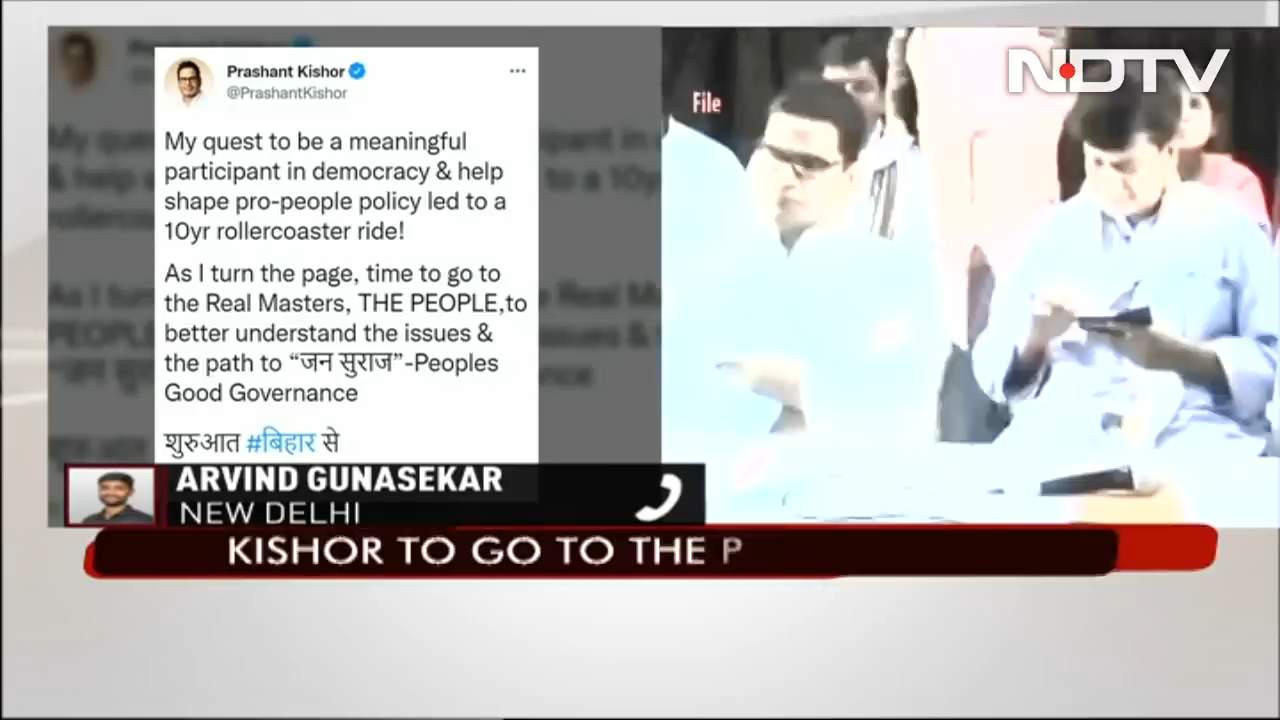 NDTV
File
Prashant Kishor
@PrashantKishor
My quest to be a meaningful
participant in democracy & help
shape pro-people policy led to a
10yr rollercoaster ride!
As I turn the page, time to go to
the Real Masters, THE PEOPLE,to
better understand the issues &
the path to “जन सुराज”-Peoples
Good Governance
शुरुआत #बिहार से
ARVIND GUNASEKAR
NEW DELHI
KISHOR TO GO TO THE P